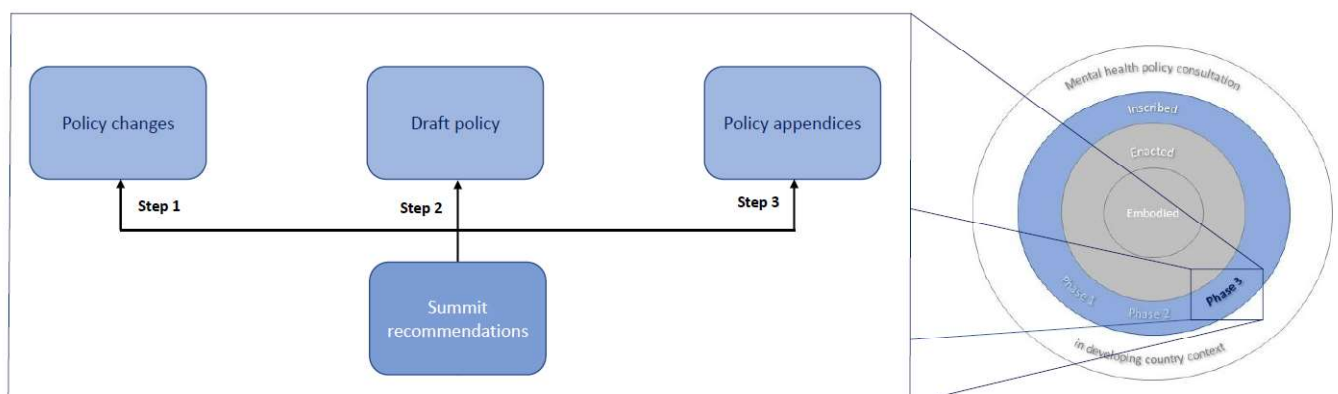 Policy changes
Draft policy
Policy appendices
Step 1
Step 2
Step 3
Summit
recommendations
Mental health policy consultation
Inscribed
Enacted
Embodied
Phase 1
Phase 2
Phase 3
in developing country context